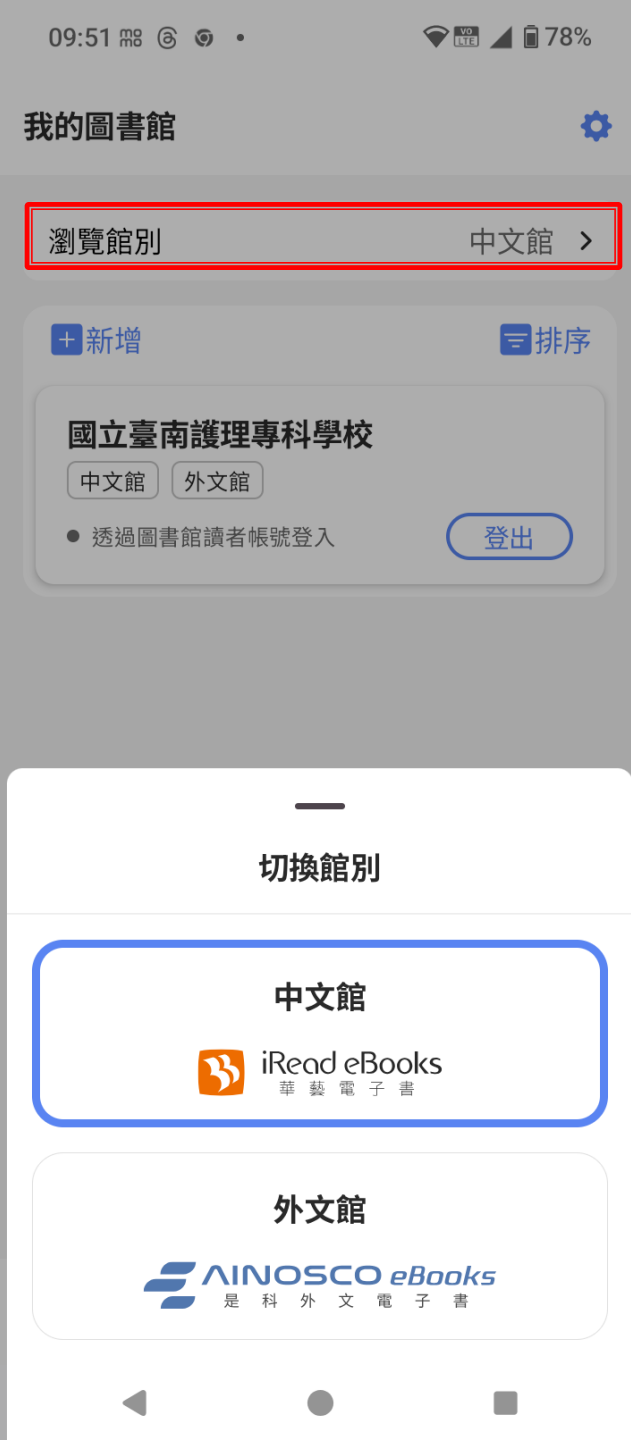 09:51 78%
VO LTE
我的圖書館
瀏覽館別 中文館
新增 排序
國立臺南護理專科學校
中文館 外文館
透過圖書館讀者帳號登入 登出
切換館別
中文館
iRead eBooks
華藝電子書
外文館
AINOSCO eBooks
是科外文電子書